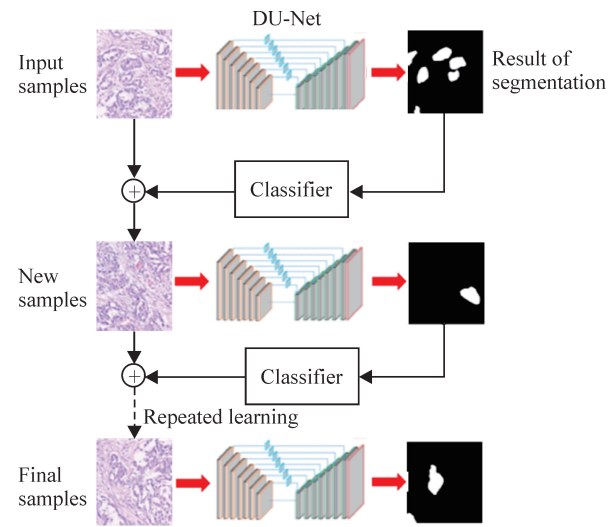 DU-Net
Input
samples
Result of
segmentation
Classifier
+
New
samples
Classifier
+
Repeated learning
Final
samples